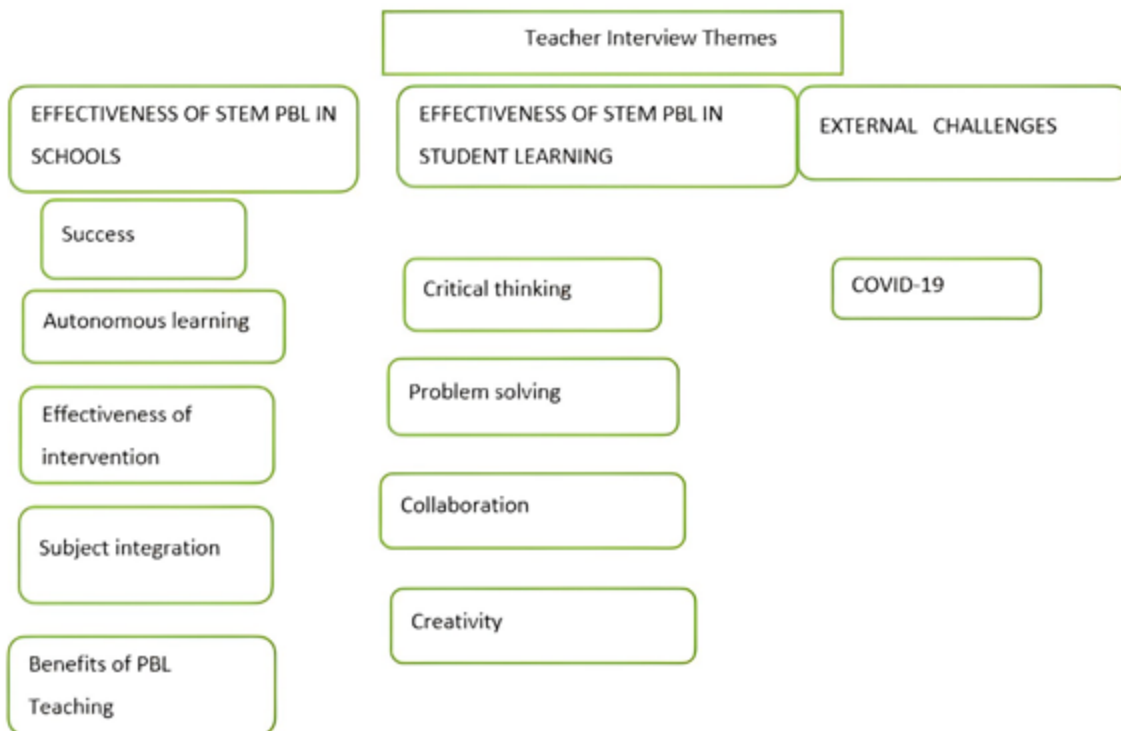 Teacher Interview Themes
EFFECTIVENESS OF STEM PBL IN
SCHOOLS
Success
Autonomous learning
Effectiveness of
intervention
Subject integration
Benefits of PBL
Teaching
EFFECTIVENESS OF STEM PBL IN
STUDENT LEARNING
Critical thinking
Problem solving
Collaboration
Creativity
EXTERNAL CHALLENGES
COVID-19